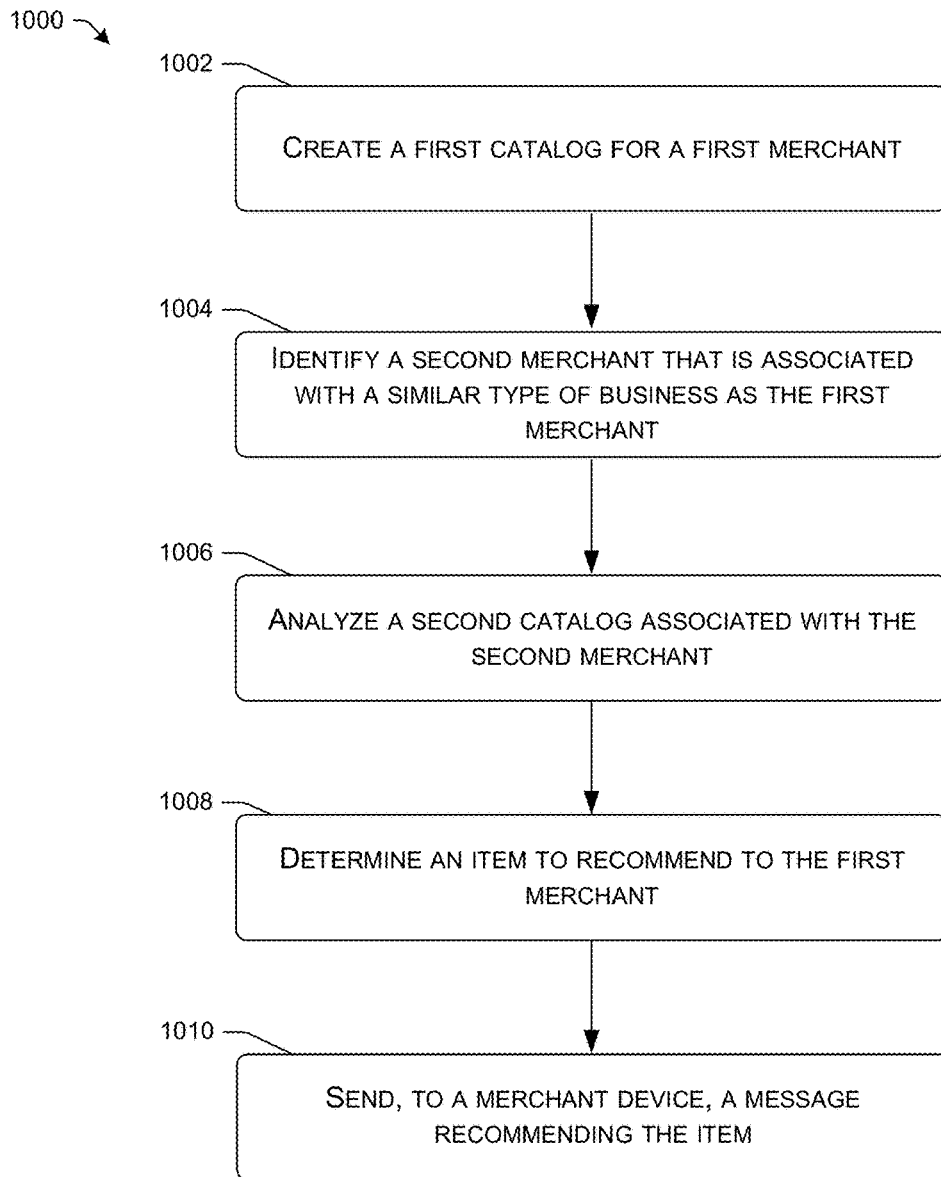 1000
1002
CREATE A FIRST CATALOG FOR A FIRST MERCHANT
1004
IDENTIFY A SECOND MERCHANT THAT IS ASSOCIATED
WITH A SIMILAR TYPE OF BUSINESS AS THE FIRST
MERCHANT
1006
ANALYZE A SECOND CATALOG ASSOCIATED WITH THE
SECOND MERCHANT
1008
DETERMINE AN ITEM TO RECOMMEND TO THE FIRST
MERCHANT
1010
SEND, TO A MERCHANT DEVICE, A MESSAGE
RECOMMENDING THE ITEM